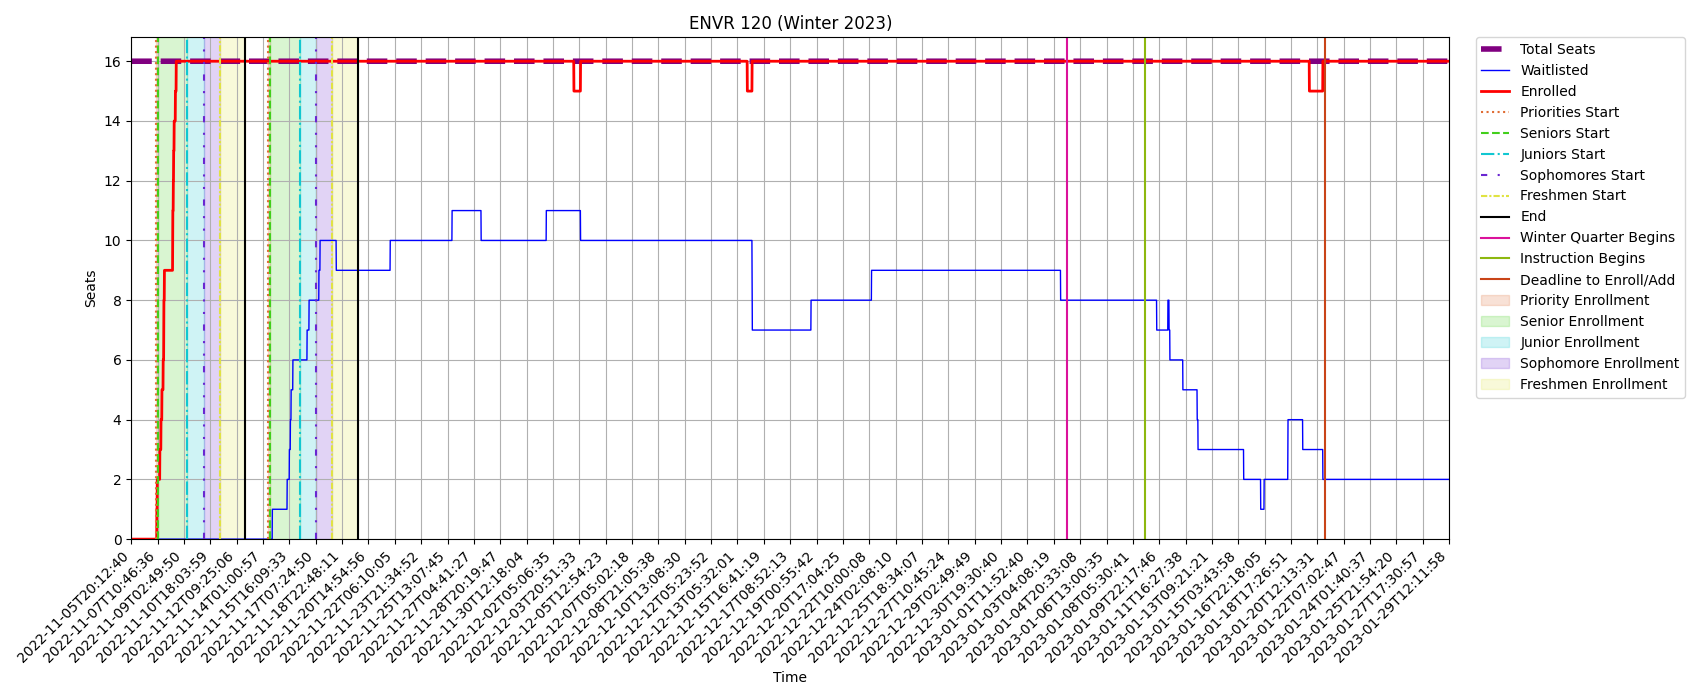 ENVR 120 (Winter 2023)
Seats
16
14
12
10
8
6
4
2
0
2022-11-05T20:12:40
2022-11-07T10:46:36
2022-11-09T02:49:50
2022-11-10T18:03:59
2022-11-12T09:25:06
2022-11-14T01:00:57
2022-11-15T16:09:33
2022-11-17T07:24:50
2022-11-18T22:48:11
2022-11-20T14:54:56
2022-11-22T06:10:05
2022-11-23T21:34:52
2022-11-25T13:07:45
2022-11-27T04:41:27
2022-11-28T20:19:47
2022-11-30T12:18:04
2022-12-02T05:06:35
2022-12-03T20:51:33
2022-12-05T12:54:23
2022-12-07T05:02:18
2022-12-08T21:05:38
2022-12-10T13:08:30
2022-12-12T05:23:52
2022-12-13T05:32:01
2022-12-15T16:41:19
2022-12-17T08:52:13
2022-12-19T00:55:42
2022-12-20T17:04:25
2022-12-22T10:00:08
2022-12-24T02:08:10
2022-12-25T18:34:07
2022-12-27T10:45:24
2022-12-29T02:49:49
2022-12-30T19:30:40
2023-01-01T11:52:40
2023-01-03T04:08:19
2023-01-04T20:33:08
2023-01-06T13:00:35
2023-01-08T05:30:41
2023-01-09T22:17:46
2023-01-11T16:27:38
2023-01-13T09:21:21
2023-01-15T03:43:58
2023-01-16T22:18:05
2023-01-18T17:26:51
2023-01-20T12:13:31
2023-01-22T07:02:47
2023-01-24T01:40:37
2023-01-25T21:54:20
2023-01-27T17:30:57
2023-01-29T12:11:58
Time
Total Seats
Waitlisted
Enrolled
Priorities Start
Seniors Start
Juniors Start
Sophomores Start
Freshmen Start
End
Winter Quarter Begins
Instruction Begins
Deadline to Enroll/Add
Priority Enrollment
Senior Enrollment
Junior Enrollment
Sophomore Enrollment
Freshmen Enrollment